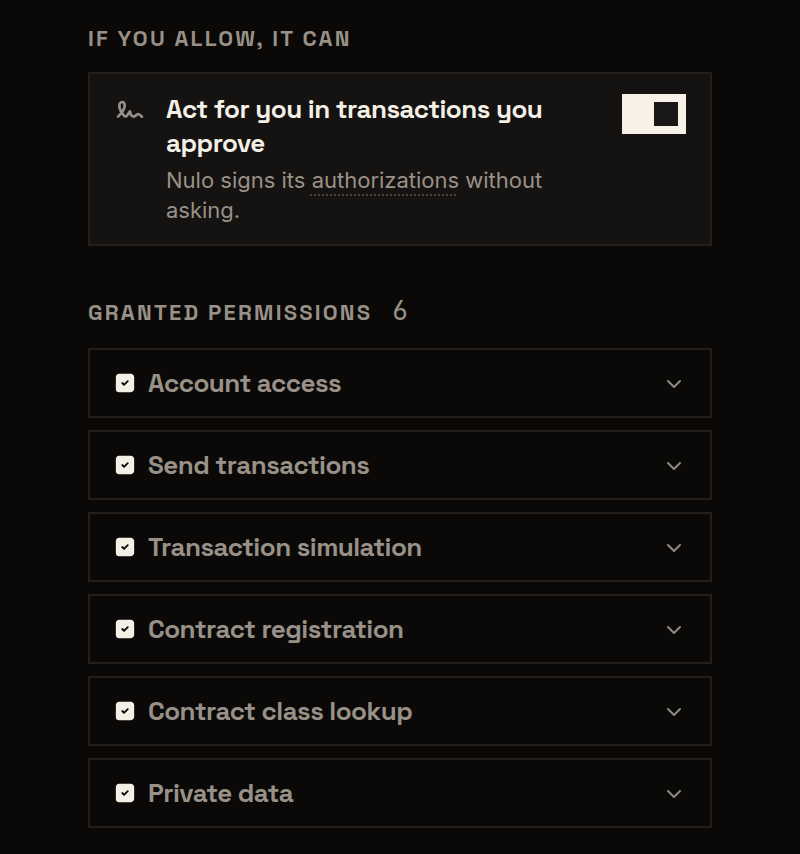 IF YOU ALLOW, IT CAN
Act for you in transactions you
approve
Nulo signs its authorizations without
asking.
GRANTED PERMISSIONS 6
Account access
Send transactions
Transaction simulation
Contract registration
Contract class lookup
Private data